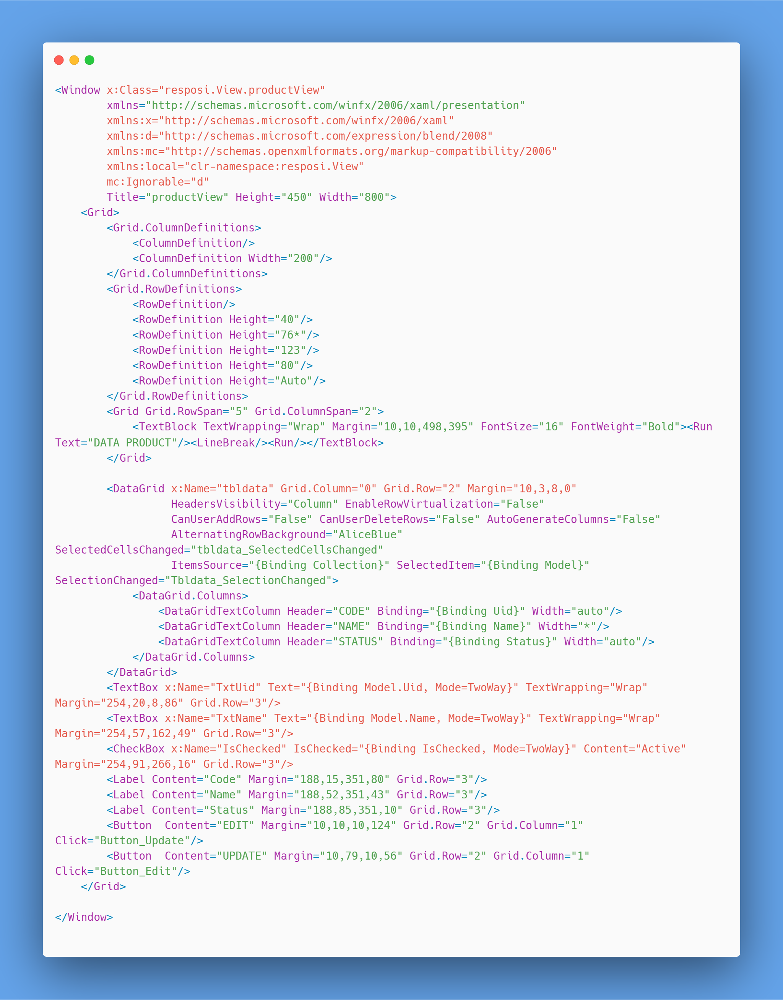 <Window x:Class="resposi.View.productView"
        xmlns="http://schemas.microsoft.com/winfx/2006/xaml/presentation"
        xmlns:x="http://schemas.microsoft.com/winfx/2006/xaml"
        xmlns:d="http://schemas.microsoft.com/expression/blend/2008"
        xmlns:mc="http://schemas.openxmlformats.org/markup-compatibility/2006"
        xmlns:local="clr-namespace:resposi.View"
        mc:Ignorable="d"
        Title="productView" Height="450" Width="800">
    <Grid>
        <Grid.ColumnDefinitions>
            <ColumnDefinition/>
            <ColumnDefinition Width="200"/>
        </Grid.ColumnDefinitions>
        <Grid.RowDefinitions>
            <RowDefinition/>
            <RowDefinition Height="40"/>
            <RowDefinition Height="76*"/>
            <RowDefinition Height="123"/>
            <RowDefinition Height="80"/>
            <RowDefinition Height="Auto"/>
        </Grid.RowDefinitions>
        <Grid Grid.RowSpan="5" Grid.ColumnSpan="2">
            <TextBlock TextWrapping="Wrap" Margin="10,10,498,395" FontSize="16" FontWeight="Bold"><Run
Text="DATA PRODUCT"/><LineBreak/><Run/></TextBlock>
        </Grid>

        <DataGrid x:Name="tbldata" Grid.Column="0" Grid.Row="2" Margin="10,3,8,0"
                  HeadersVisibility="Column" EnableRowVirtualization="False"
                  CanUserAddRows="False" CanUserDeleteRows="False" AutoGenerateColumns="False"
                  AlternatingRowBackground="AliceBlue"
SelectedCellsChanged="tbldata_SelectedCellsChanged"
                  ItemsSource="{Binding Collection}" SelectedItem="{Binding Model}"
SelectionChanged="Tbldata_SelectionChanged">
            <DataGrid.Columns>
                <DataGridTextColumn Header="CODE" Binding="{Binding Uid}" Width="auto"/>
                <DataGridTextColumn Header="NAME" Binding="{Binding Name}" Width="*"/>
                <DataGridTextColumn Header="STATUS" Binding="{Binding Status}" Width="auto"/>
            </DataGrid.Columns>
        </DataGrid>
        <TextBox x:Name="TxtUid" Text="{Binding Model.Uid, Mode=TwoWay}" TextWrapping="Wrap"
Margin="254,20,8,86" Grid.Row="3"/>
        <TextBox x:Name="TxtName" Text="{Binding Model.Name, Mode=TwoWay}" TextWrapping="Wrap"
Margin="254,57,162,49" Grid.Row="3"/>
        <CheckBox x:Name="IsChecked" IsChecked="{Binding IsChecked, Mode=TwoWay}" Content="Active"
Margin="254,91,266,16" Grid.Row="3"/>
        <Label Content="Code" Margin="188,15,351,80" Grid.Row="3"/>
        <Label Content="Name" Margin="188,52,351,43" Grid.Row="3"/>
        <Label Content="Status" Margin="188,85,351,10" Grid.Row="3"/>
        <Button  Content="EDIT" Margin="10,10,10,124" Grid.Row="2" Grid.Column="1"
Click="Button_Update"/>
        <Button  Content="UPDATE" Margin="10,79,10,56" Grid.Row="2" Grid.Column="1"
Click="Button_Edit"/>
    </Grid>

</Window>